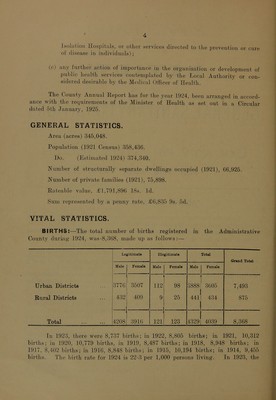 4
Isolation Hospitals, or other services directed to the prevention or cure
of disease in individuals;
(c) any further action of importance in the organisation or development of
public health services contemplated by the Local Authority or con-
sidered desirable by the Medical Officer of Health.
The County Annual Report has for the year 1924, been arranged in accord-
ance with the requirements of the Minister of Health as set out in a Circular
dated 5th January, 1925.
GENERAL STATISTICS.
Area (acres) 546,048.
Population (1921 Census) 358,436.
Do. (Estimated 1924) 374,540.
Number of structurally separate dwellings occupied (1921), 66,925.
Number of private families (1921), 75,898.
Rateable value, £1,791,896 18s. 1d.
Sum represented by a penny rate, £6,835 8s. 5d.
VITAL STATISTICS.
BIRTHS:—The total number of births registered in the Administrative
County during 1924, was 8,368, made up as follows:—
Legitimate Illegitimate Total Grand Total
Male Female Male Female Male Female
Urban Districts 3776 3507 112 98 3888 3605 7,493
Rural Districts 432 409 9 25 441 434 875
Total 4208 3916 121 123 4329 4039 8,368
In 1923, there were 8,737 births; in 1922, 8,805 births; in 1921, 10,312
births; in 1920, 10,779 births, in 1919, 8,487 births; in 1918, 9,948 births; in
1917, 8,402 births; in 1916, 8,848 births; in 1915, 10,194 births; in 1914, 9,455
births. The birth rate for 1924 is 22·3 per 1,000 persons living. In 1923, the